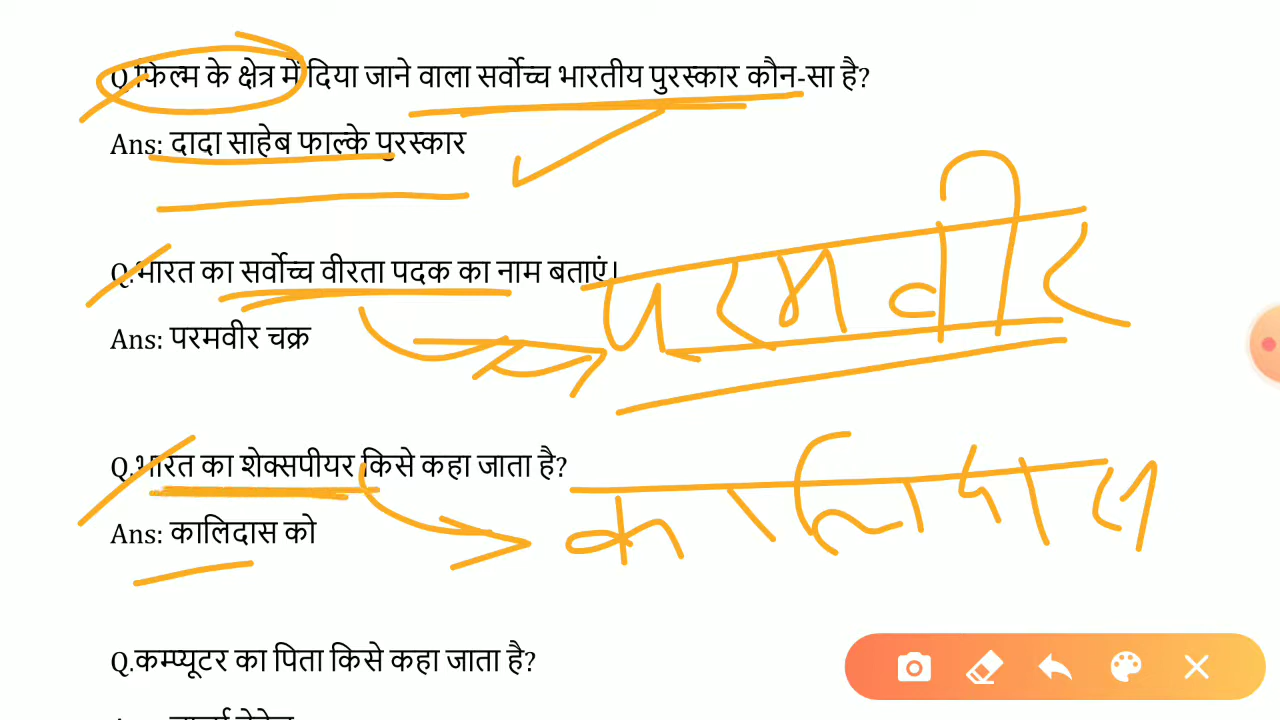 Q.फिल्म के क्षेत्र में दिया जाने वाला सर्वोच्च भारतीय पुरस्कार कौन-सा है?
Ans: दादा साहेब फाल्के पुरस्कार
Q.भारत का सर्वोच्च वीरता पदक का नाम बताएं।
परमवीर
Ans: परमवीर चक्र
Q.भारत का शेक्सपीयर किसे कहा जाता है?
Ans: कालिदास को
कालिदास
Q.कम्प्यूटर का पिता किसे कहा जाता है?